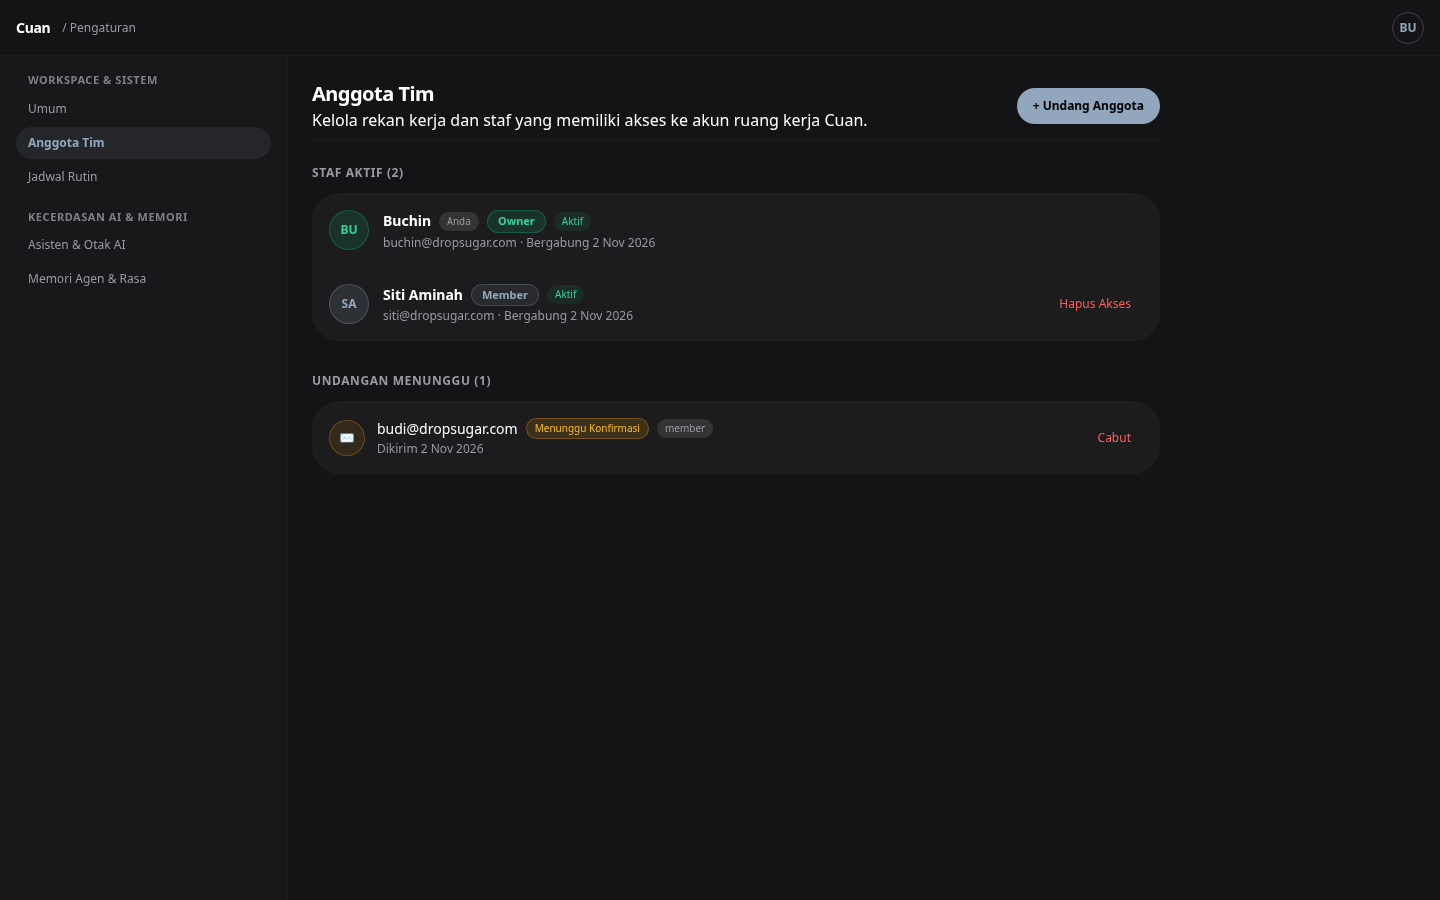 Cuan / Pengaturan
BU
WORKSPACE & SISTEM
Umum
Anggota Tim
Jadwal Rutin
KECERDASAN AI & MEMORI
Asisten & Otak AI
Memori Agen & Rasa
Anggota Tim
Kelola rekan kerja dan staf yang memiliki akses ke akun ruang kerja Cuan.
+ Undang Anggota
STAF AKTIF (2)
BU
Buchin Anda Owner Aktif
buchin@dropsugar.com · Bergabung 2 Nov 2026
SA
Siti Aminah Member Aktif
siti@dropsugar.com · Bergabung 2 Nov 2026
Hapus Akses
UNDANGAN MENUNGGU (1)
budi@dropsugar.com Menunggu Konfirmasi member
Dikirim 2 Nov 2026
Cabut